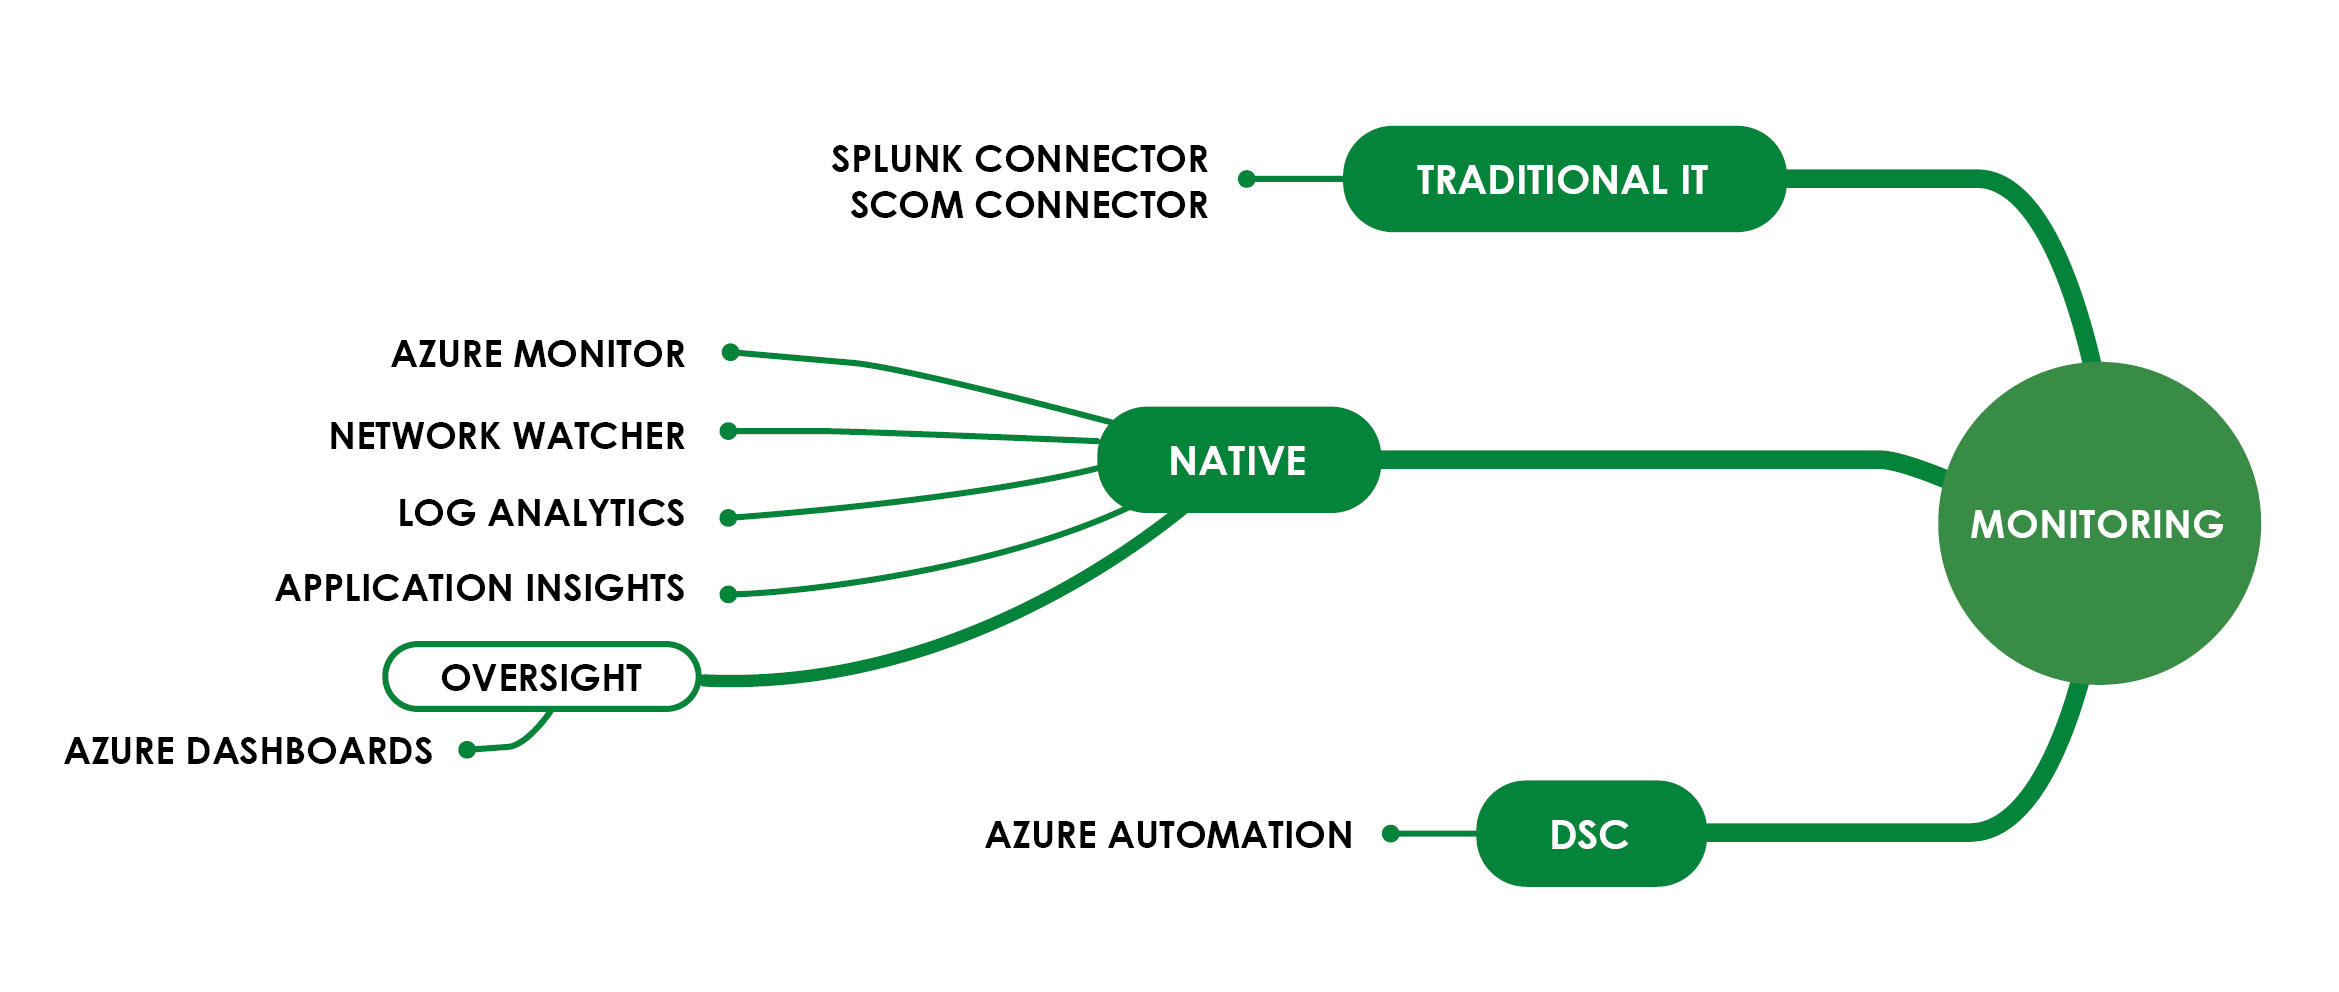 SPLUNK CONNECTOR
SCOM CONNECTOR
TRADITIONAL IT
AZURE MONITOR
NETWORK WATCHER
LOG ANALYTICS
APPLICATION INSIGHTS
NATIVE
MONITORING
OVERSIGHT
AZURE DASHBOARDS
AZURE AUTOMATION
DSC